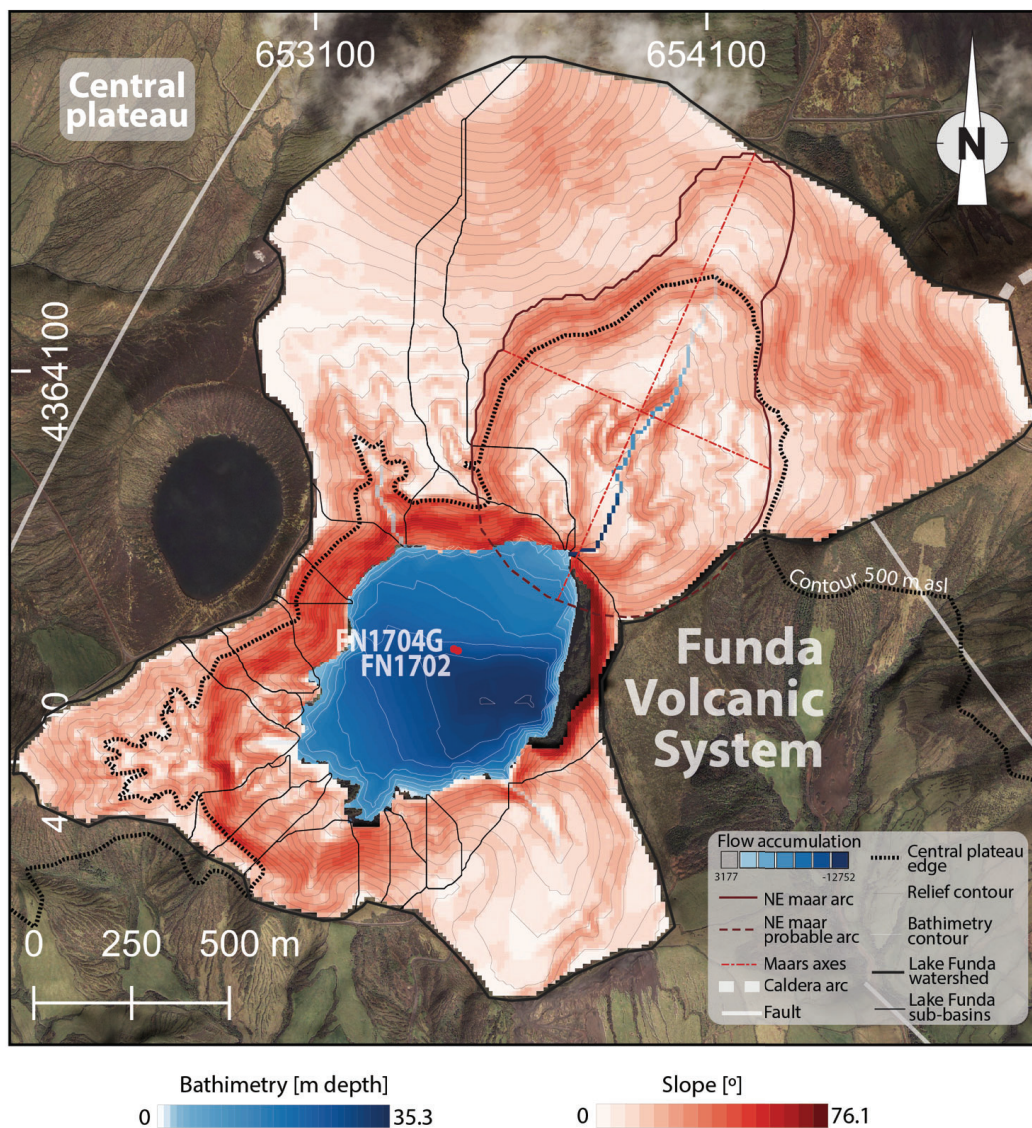 653100
654100
Central
plateau
N
4364100
FN1704G
FN1702
Contour 500 m asl
Funda
Volcanic
System
0 250 500 m
Flow accumulation
3177 -12752
NE maar arc
NE maar
probable arc
Maars axes
Caldera arc
Fault
Central plateau
edge
Relief contour
Bathimetry
contour
Lake Funda
watershed
Lake Funda
sub-basins
Bathimetry [m depth]
0 35.3
Slope [º]
0 76.1